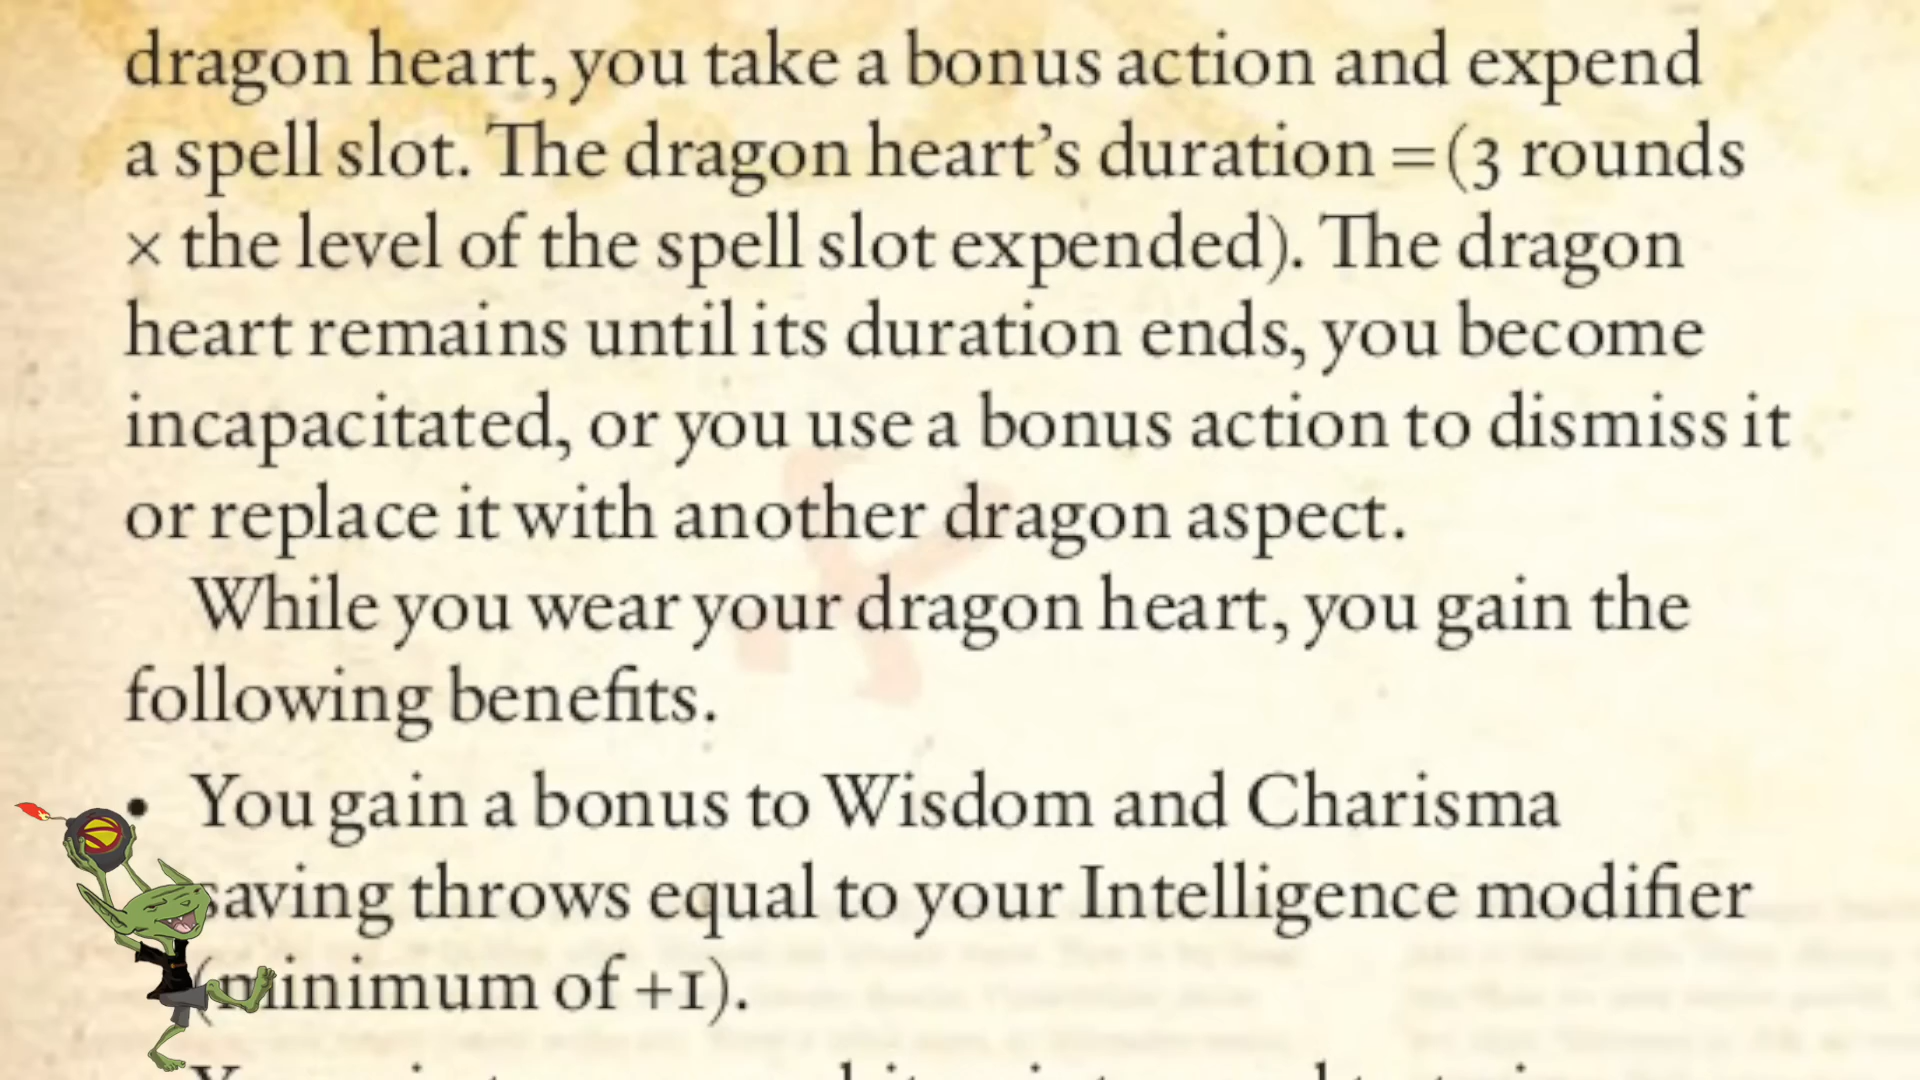 dragon heart, you take a bonus action and expend
a spell slot. The dragon heart’s duration = (3 rounds
× the level of the spell slot expended). The dragon
heart remains until its duration ends, you become
incapacitated, or you use a bonus action to dismiss it
or replace it with another dragon aspect.
While you wear your dragon heart, you gain the
following benefits.
• You gain a bonus to Wisdom and Charisma
saving throws equal to your Intelligence modifier
(minimum of +1).